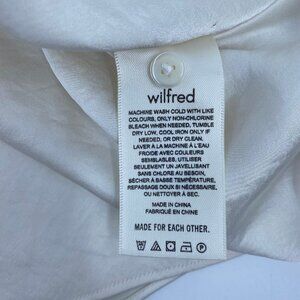 wilfred
MACHINE WASH COLD WITH LIKE
COLOURS, ONLY NON-CHLORINE
BLEACH WHEN NEEDED, TUMBLE
DRY LOW, COOL IRON ONLY IF
NEEDED, OR DRY CLEAN.
LAVER À LA MACHINE À L'EAU
FROIDE AVEC COULEURS
SEMBLABLES, UTILISER
SEULEMENT UN JAVELLISANT
SANS CHLORE AU BESOIN,
SÉCHER À BASSE TEMPÉRATURE,
REPASSAGE DOUX SI NÉCESSAIRE,
OU NETTOYER À SEC.
MADE IN CHINA
FABRIQUÉ EN CHINE
MADE FOR EACH OTHER.